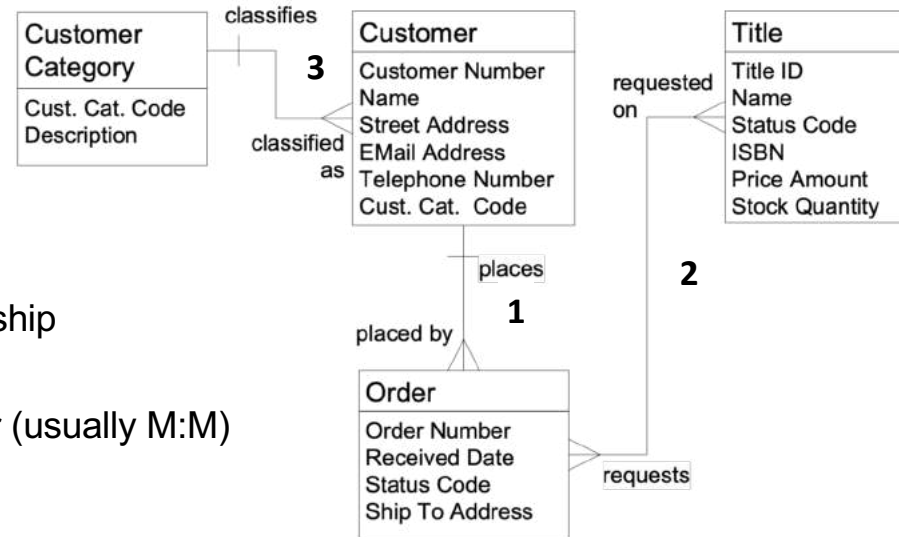 classifies
Customer
Category
Cust. Cat. Code
Description
3
classified
as
Customer
Customer Number
Name
Street Address
EMail Address
Telephone Number
Cust. Cat. Code
requested
on
Title
Title ID
Name
Status Code
ISBN
Price Amount
Stock Quantity
places
1
2
placed by
ship
r (usually M:M)
Order
Order Number
Received Date
Status Code
Ship To Address
requests